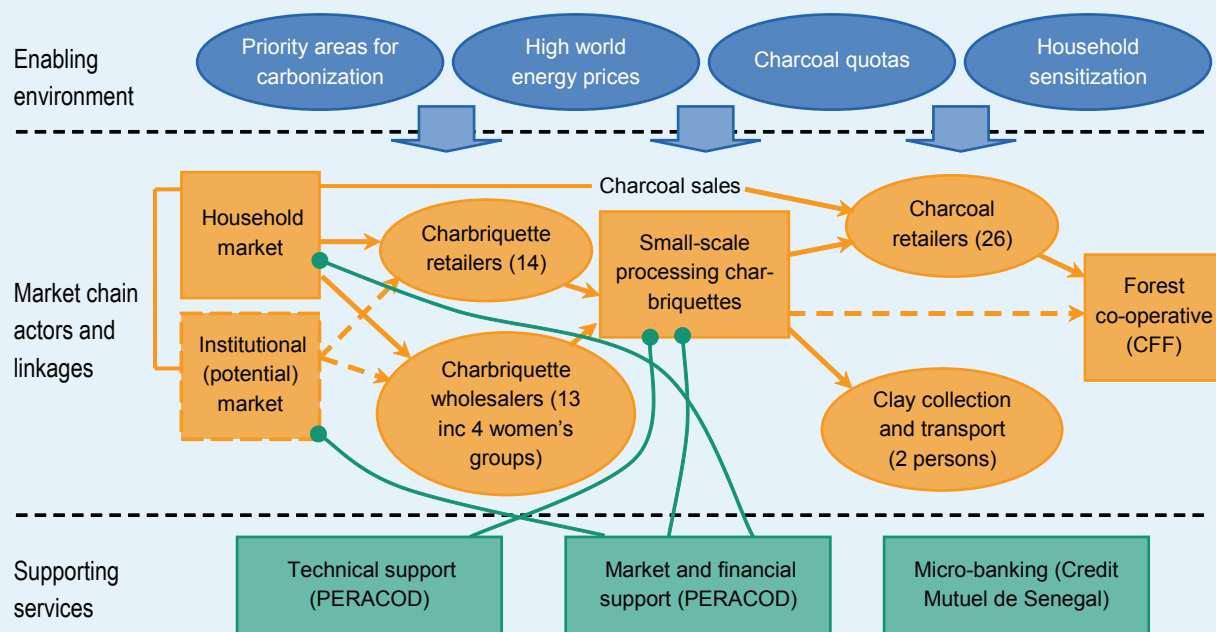 Enabling
environment
Priority areas for
carbonization
High world
energy prices
Charcoal quotas
Household
sensitization
Market chain
actors and
linkages
Household
market
Institutional
(potential)
market
Charcoal sales
Charbriquette
retailers (14)
Charbriquette
wholesalers (13
inc 4 women's
groups)
Small-scale
processing char-
briquettes
Charcoal
retailers (26)
Clay collection
and transport
(2 persons)
Forest
co-operative
(CFF)
Supporting
services
Technical support
(PERACOD)
Market and financial
support (PERACOD)
Micro-banking (Credit
Mutuel de Senegal)